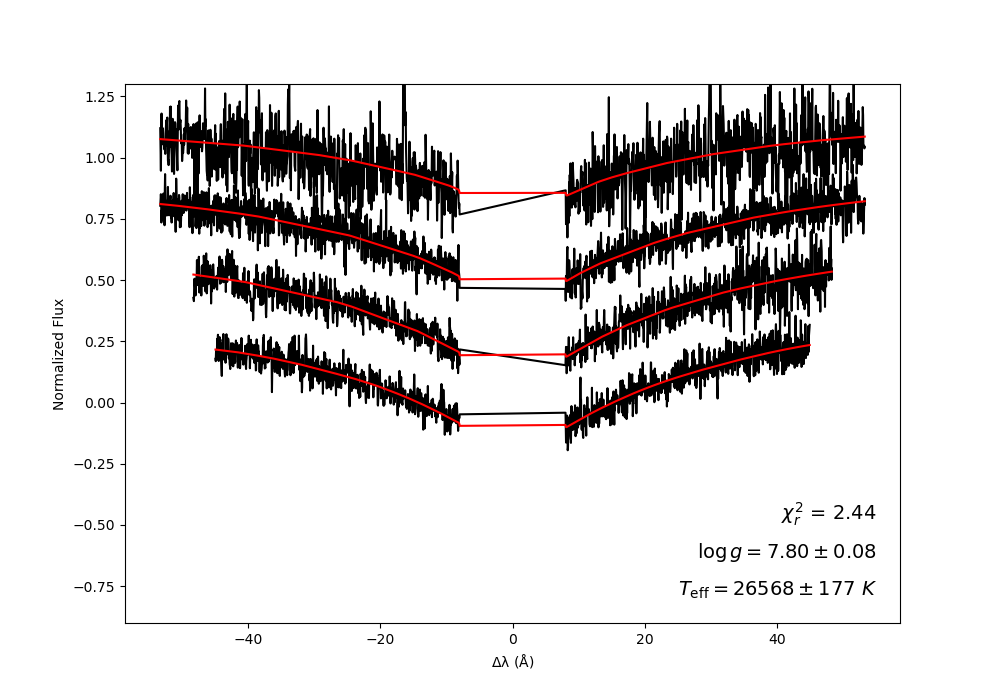 1.25
1.00
0.75
0.50
0.25
0.00
−0.25
−0.50
−0.75
Normalized Flux
χ²ᵣ = 2.44
log g = 7.80 ± 0.08
T_eff = 26568 ± 177 K
−40 −20 0 20 40
Δλ (Å)